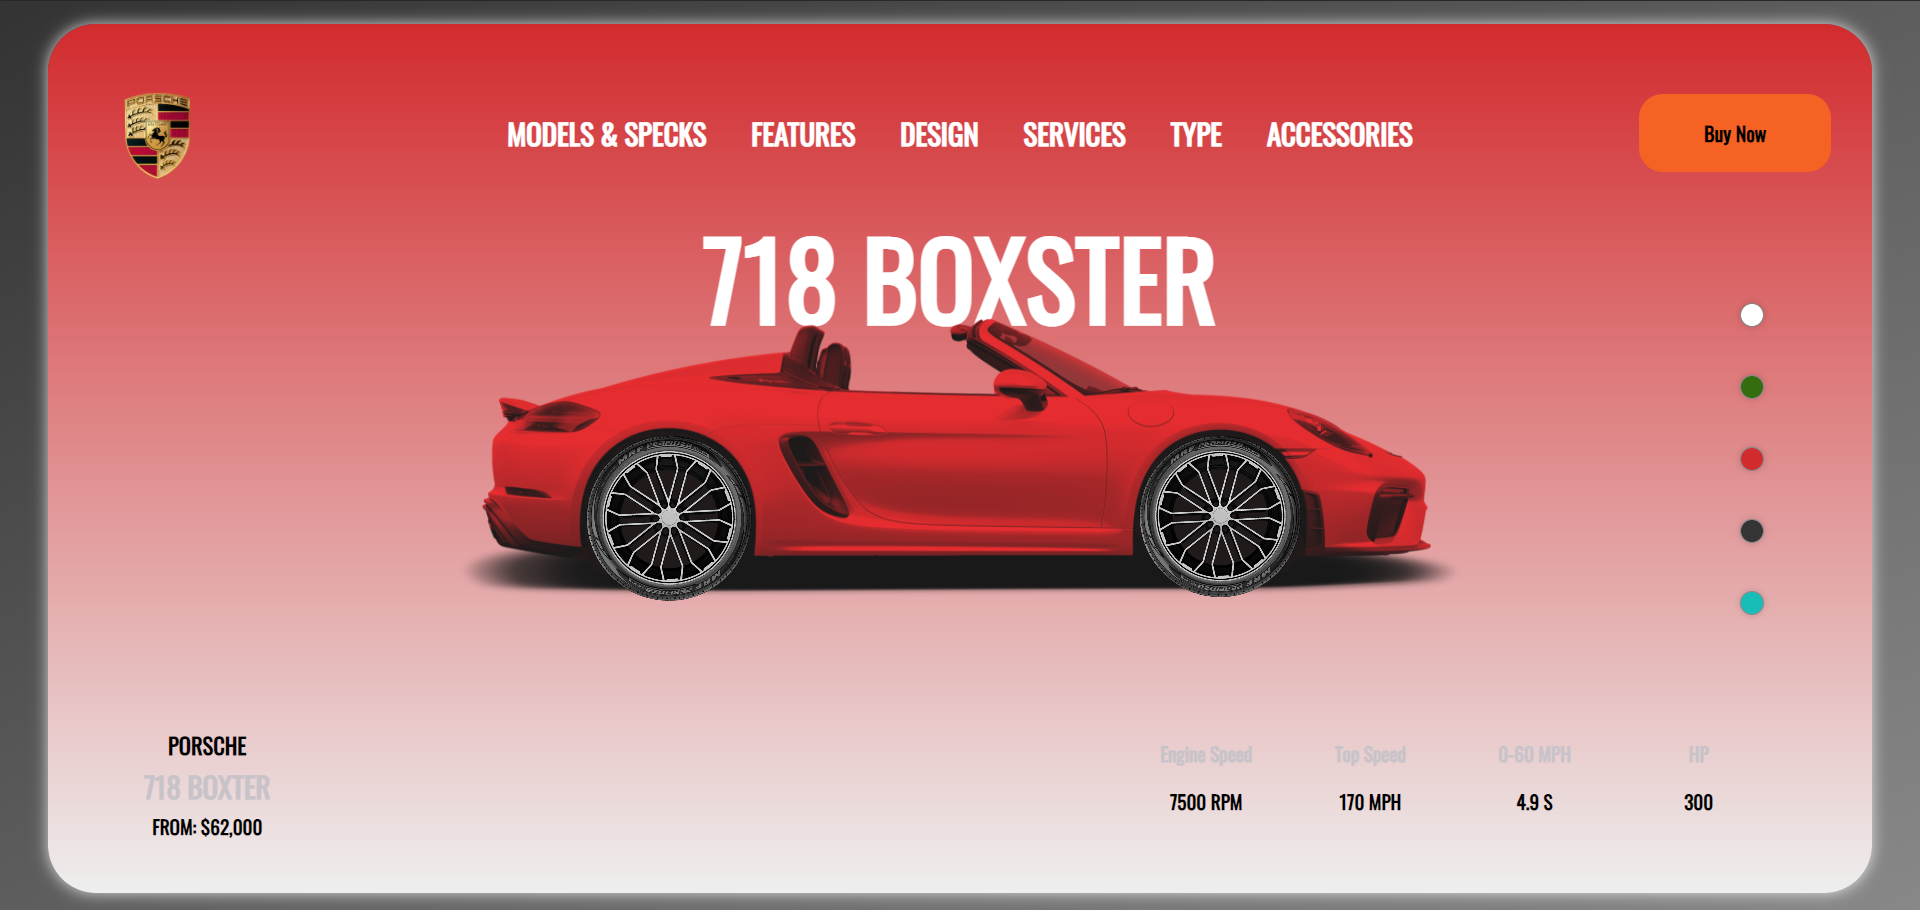 PORSCHE
MODELS & SPECKS FEATURES DESIGN SERVICES TYPE ACCESSORIES
Buy Now
718 BOXSTER
PORSCHE
718 BOXTER
FROM: $62,000
Engine Speed Top Speed 0-60 MPH HP
7500 RPM 170 MPH 4.9 S 300